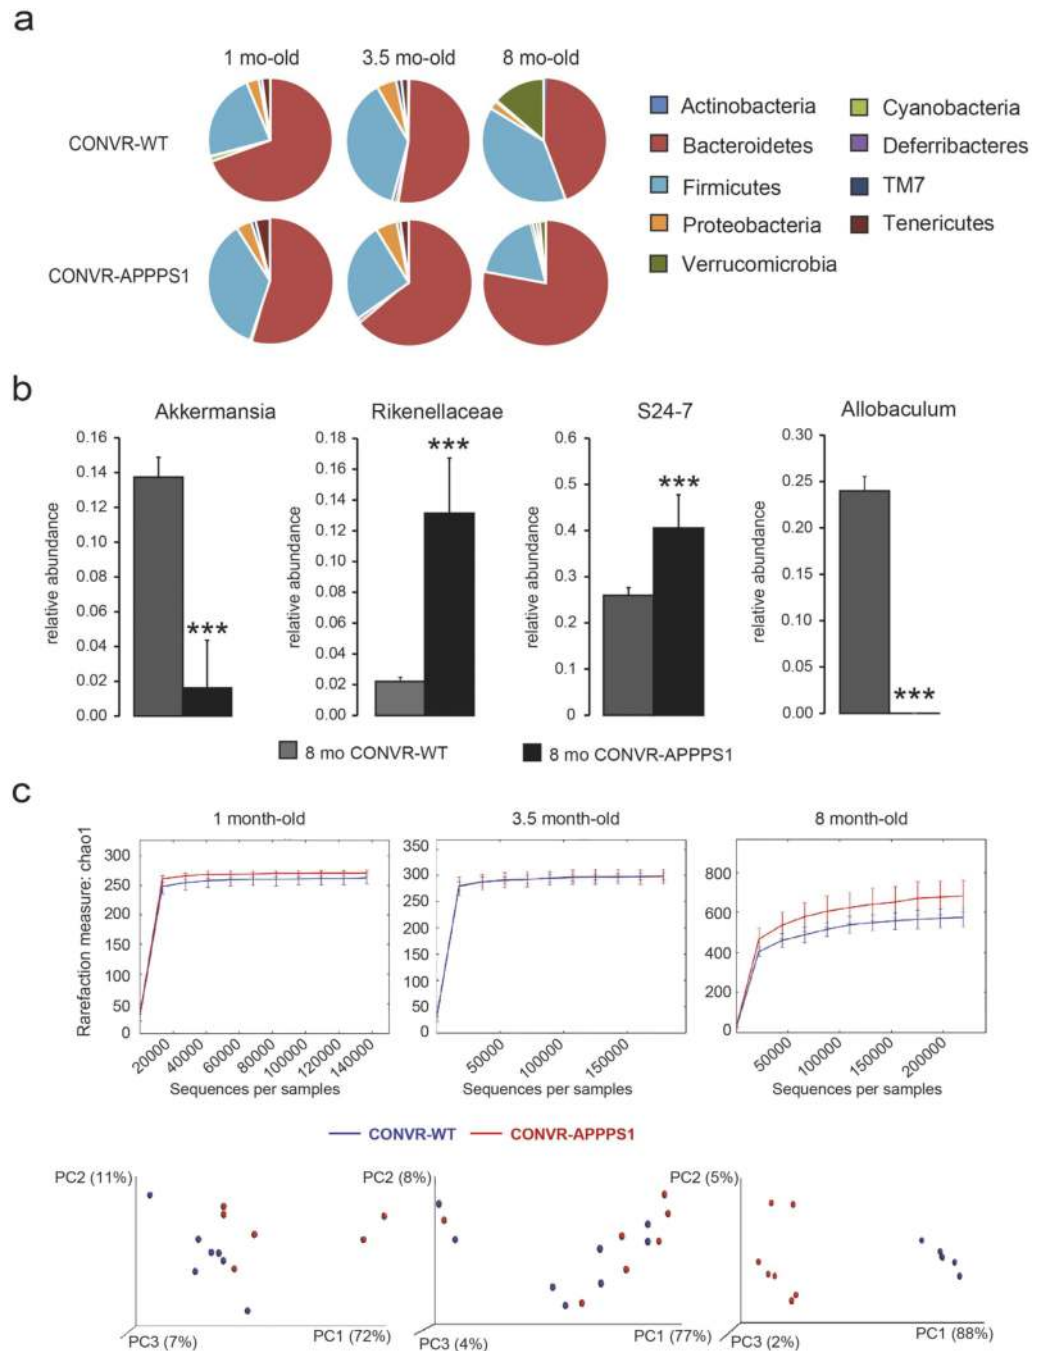 a
1 mo-old 3.5 mo-old 8 mo-old
CONVR-WT
CONVR-APPPS1
Actinobacteria
Bacteroidetes
Firmicutes
Proteobacteria
Verrucomicrobia
Cyanobacteria
Deferribacteres
TM7
Tenericutes
b
Akkermansia
relative abundance
0.16
0.14
0.12
0.10
0.08
0.06
0.04
0.02
0.00
***
Rikenellaceae
relative abundance
0.18
0.16
0.14
0.12
0.10
0.08
0.06
0.04
0.02
0.00
***
S24-7
relative abundance
0.6
0.5
0.4
0.3
0.2
0.1
0
***
Allobaculum
relative abundance
0.30
0.25
0.20
0.15
0.10
0.05
0.00
***
8 mo CONVR-WT 8 mo CONVR-APPPS1
c
1 month-old
Rarefaction measure: chao1
300
250
200
150
100
50
0
20000 40000 60000 80000 100000 120000 140000
Sequences per samples
3.5 month-old
350
300
250
200
150
100
50
0
50000 100000 150000
Sequences per samples
8 month-old
800
600
400
200
0
50000 100000 150000 200000
Sequences per samples
CONVR-WT CONVR-APPPS1
PC2 (11%)
PC3 (7%)
PC1 (72%)
PC2 (8%)
PC3 (4%)
PC1 (77%)
PC2 (5%)
PC3 (2%)
PC1 (88%)